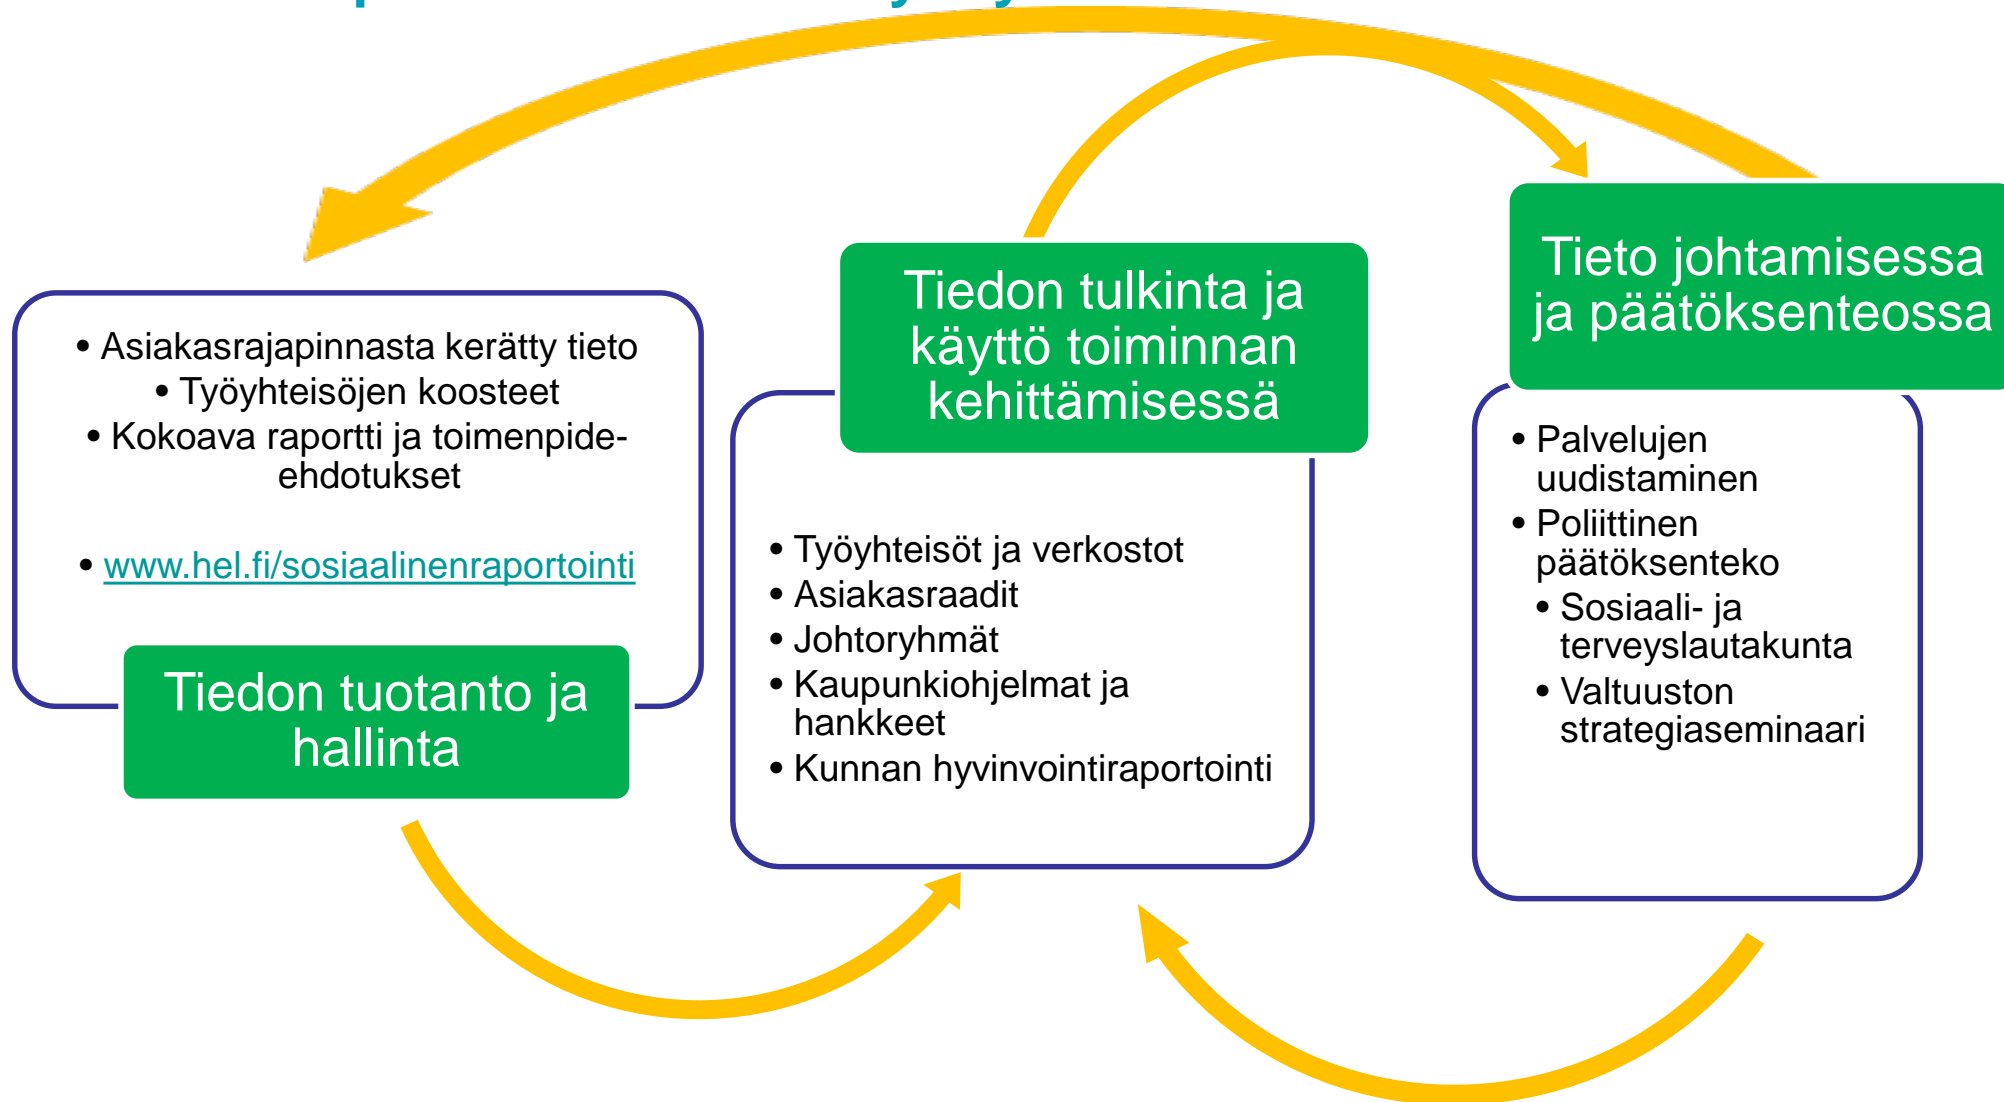 • Asiakasrajapinnasta kerätty tieto
• Työyhteisöjen koosteet
• Kokoava raportti ja toimenpide-
ehdotukset
• www.hel.fi/sosiaalinenraportointi
Tiedon tuotanto ja
hallinta
Tiedon tulkinta ja
käyttö toiminnan
kehittämisessä
• Työyhteisöt ja verkostot
• Asiakasraadit
• Johtoryhmät
• Kaupunkiohjelmat ja
hankkeet
• Kunnan hyvinvointiraportointi
Tieto johtamisessa
ja päätöksenteossa
• Palvelujen
uudistaminen
• Poliittinen
päätöksenteko
• Sosiaali- ja
terveyslautakunta
• Valtuuston
strategiaseminaari